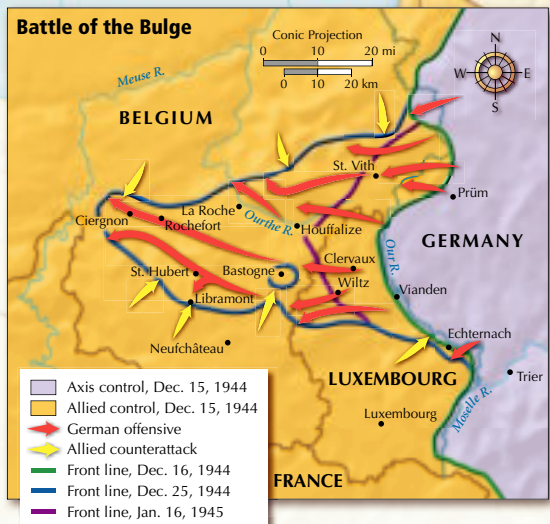 Battle of the Bulge
Conic Projection
0 10 20 mi
0 10 20 km
N
W E
S
Meuse R.
BELGIUM
St. Vith
Prüm
La Roche
Ciergnon
Rochefort
Ourthe R.
Houffalize
GERMANY
Our R.
Clervaux
St. Hubert
Bastogne
Wiltz
Vianden
Libramont
Echternach
Neufchâteau
LUXEMBOURG
Trier
Moselle R.
Luxembourg
FRANCE
Axis control, Dec. 15, 1944
Allied control, Dec. 15, 1944
German offensive
Allied counterattack
Front line, Dec. 16, 1944
Front line, Dec. 25, 1944
Front line, Jan. 16, 1945